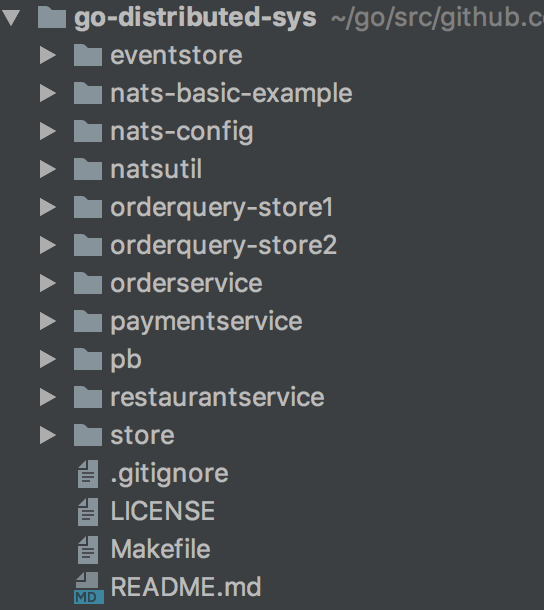 go-distributed-sys ~/go/src/github.c
eventstore
nats-basic-example
nats-config
natsutil
orderquery-store1
orderquery-store2
orderservice
paymentservice
pb
restaurantservice
store
.gitignore
LICENSE
Makefile
MD README.md